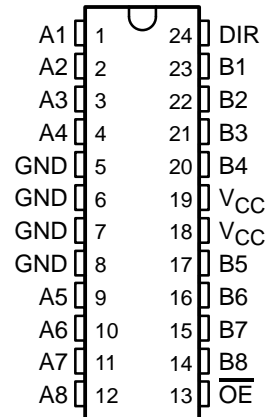 A1 1 24 DIR
A2 2 23 B1
A3 3 22 B2
A4 4 21 B3
GND 5 20 B4
GND 6 19 VCC
GND 7 18 VCC
GND 8 17 B5
A5 9 16 B6
A6 10 15 B7
A7 11 14 B8
A8 12 13 O̅E̅